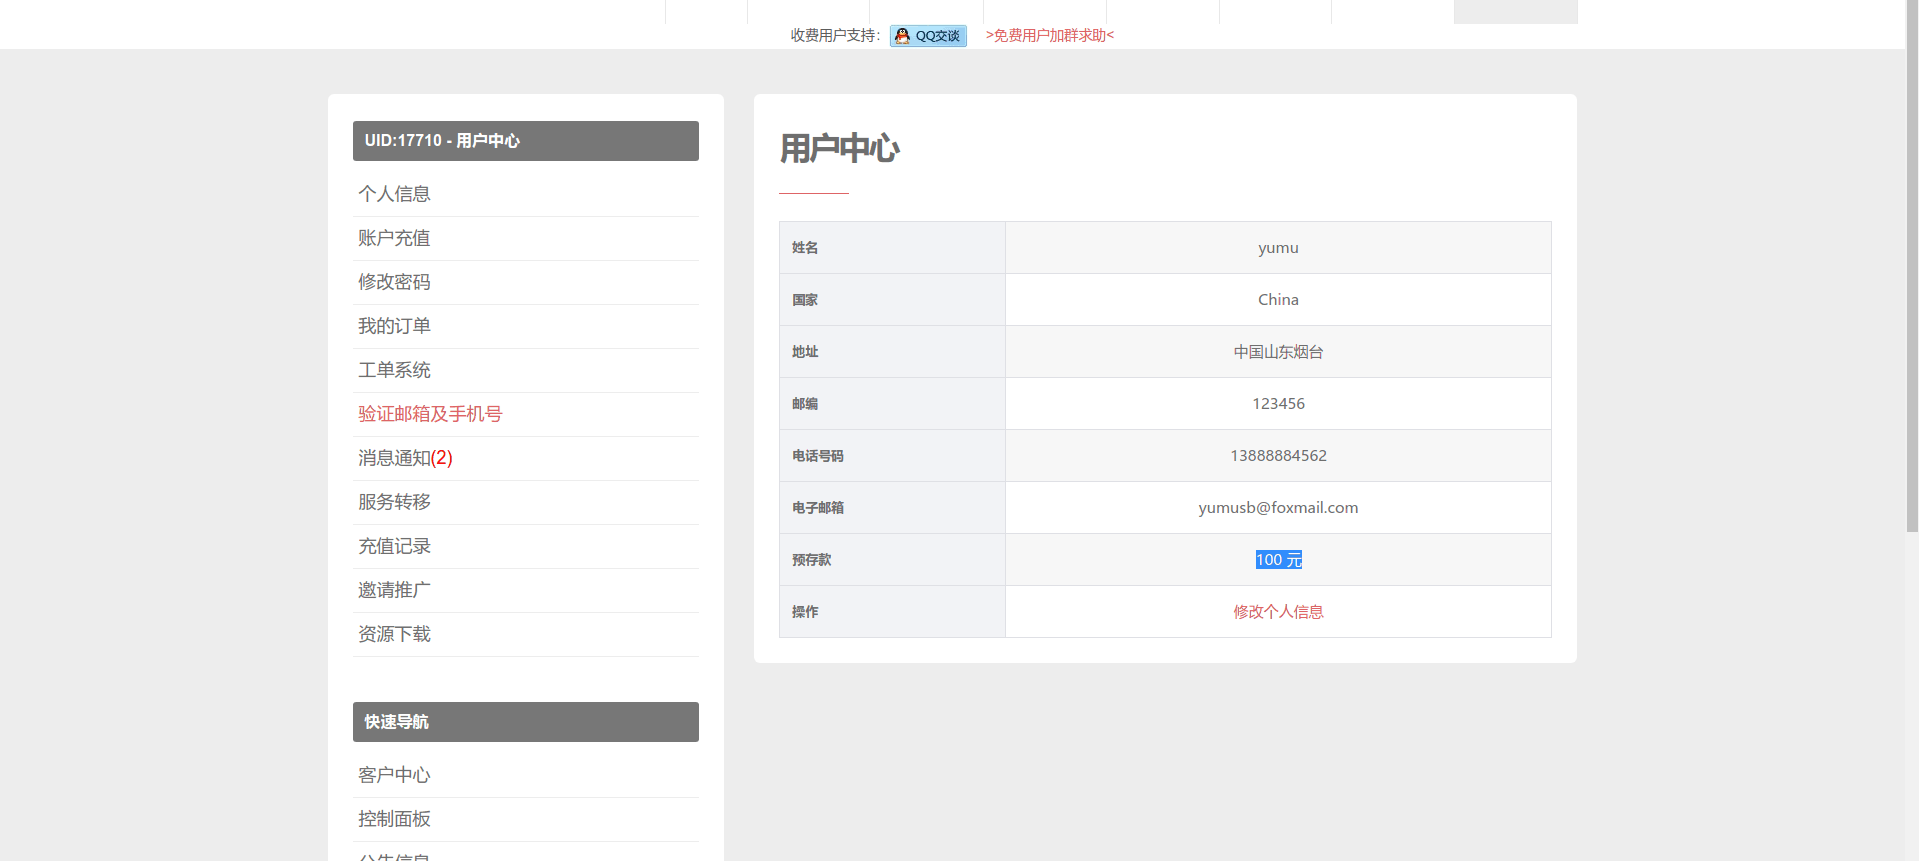 收费用户支持： QQ交谈 >免费用户加群求助<
UID:17710 - 用户中心
个人信息
账户充值
修改密码
我的订单
工单系统
验证邮箱及手机号
消息通知(2)
服务转移
充值记录
邀请推广
资源下载
快速导航
客户中心
控制面板
公告信息
用户中心
姓名 yumu
国家 China
地址 中国山东烟台
邮编 123456
电话号码 13888884562
电子邮箱 yumusb@foxmail.com
预存款 100 元
操作 修改个人信息